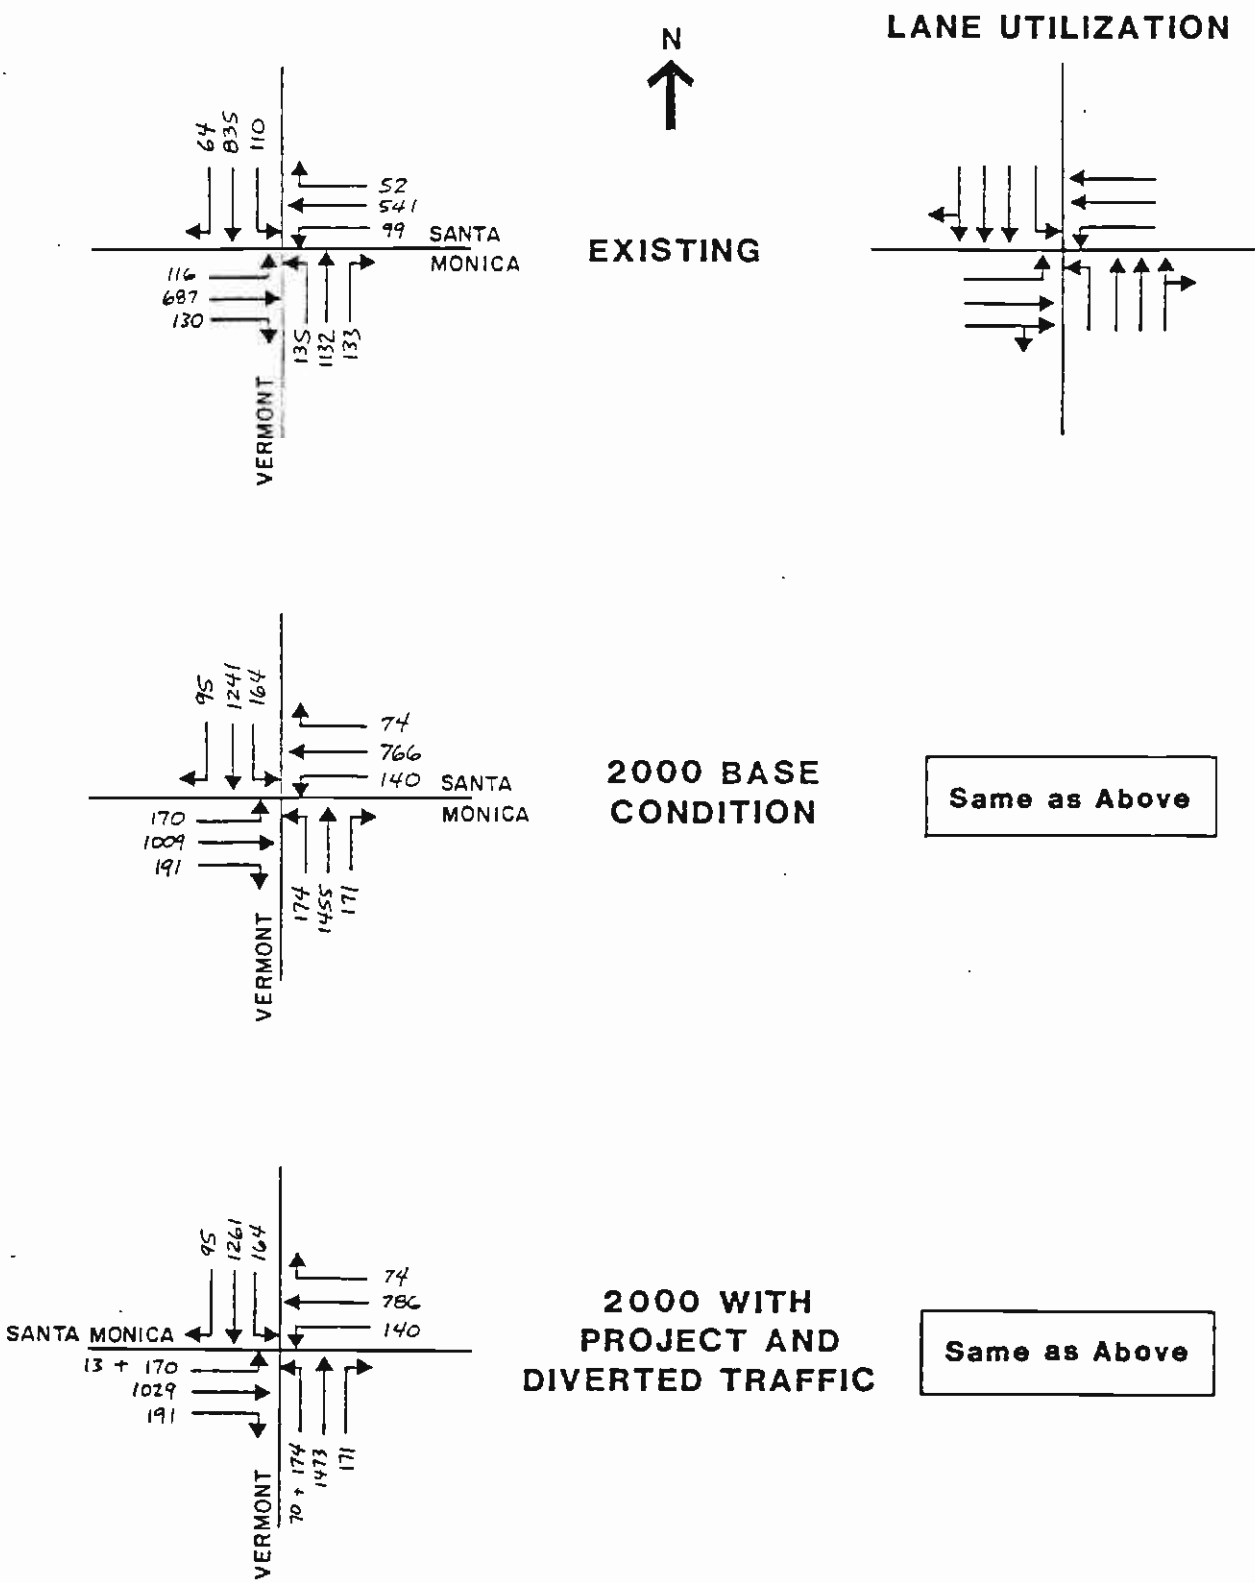 LANE UTILIZATION
N
64
835
110
52
541
99
SANTA
MONICA
EXISTING
116
687
130
135
1132
133
VERMONT
95
1241
164
74
766
140
SANTA
MONICA
2000 BASE
CONDITION
Same as Above
170
1009
191
174
1455
171
VERMONT
95
1261
164
74
786
140
SANTA MONICA
2000 WITH
PROJECT AND
DIVERTED TRAFFIC
Same as Above
13 + 170
1029
191
70 + 174
1473
171
VERMONT